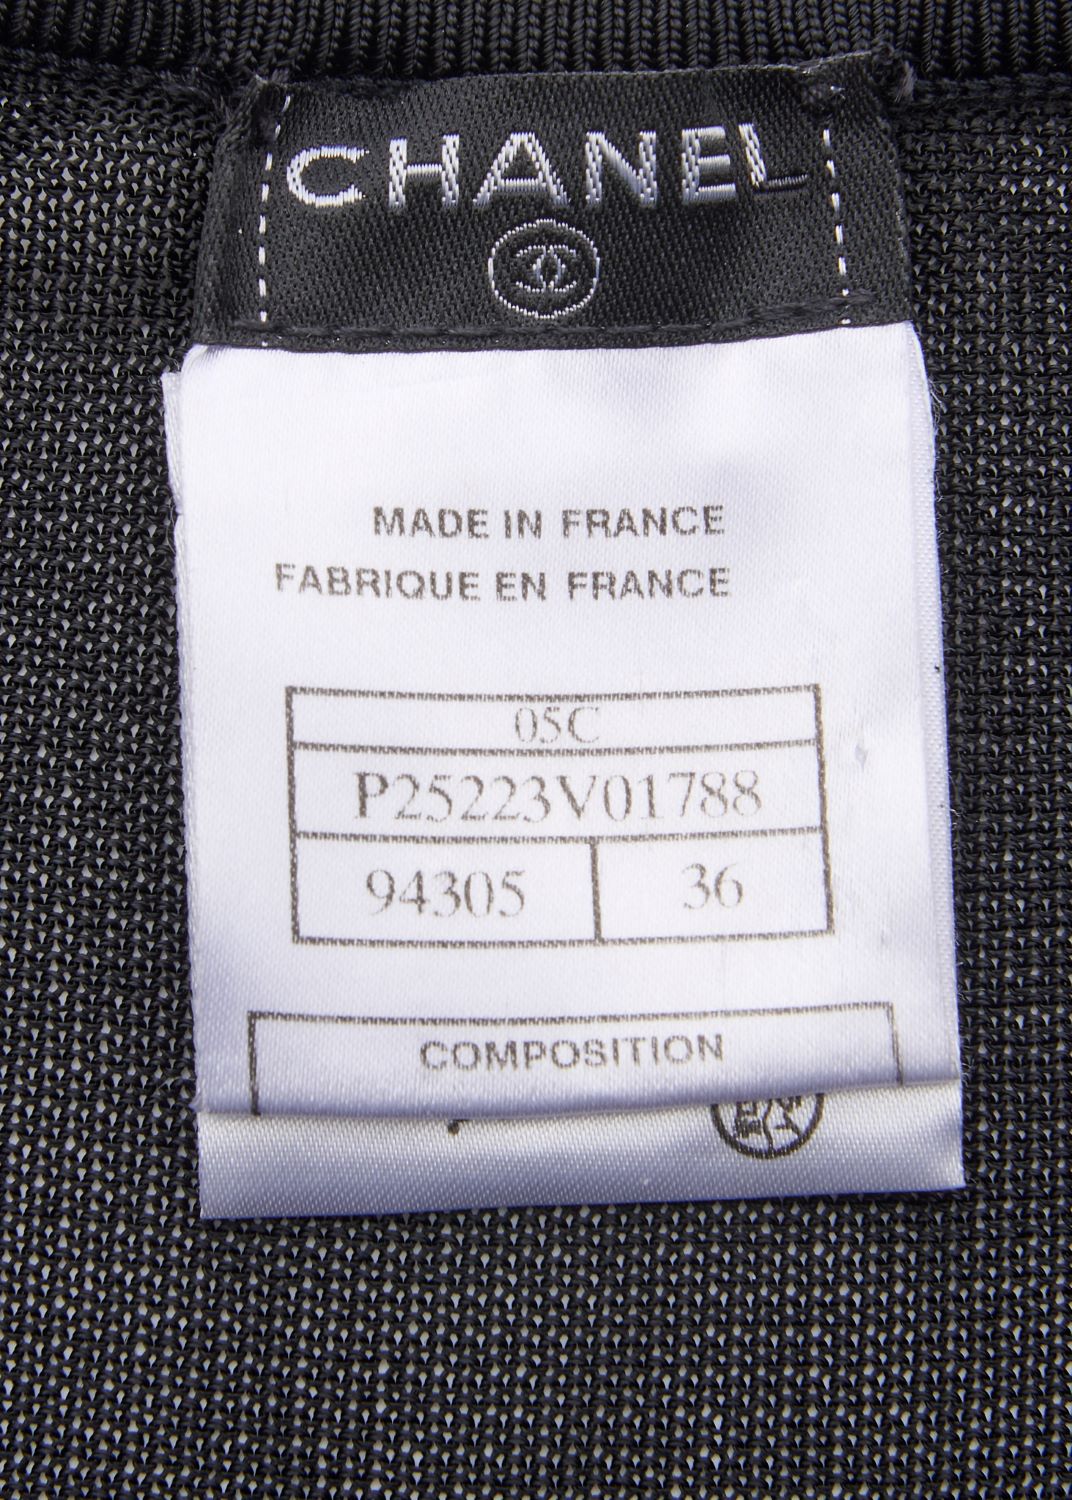 CHANEL
MADE IN FRANCE
FABRIQUE EN FRANCE
05C
P25223V01788
94305
36
COMPOSITION